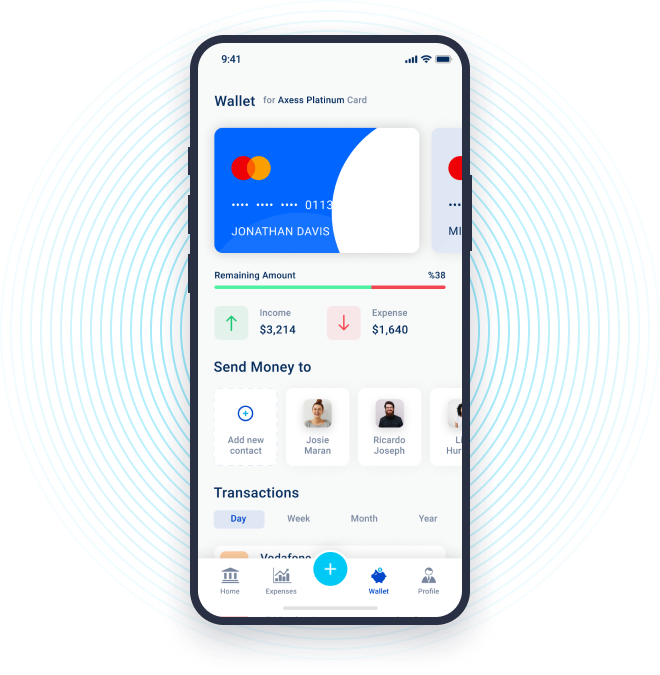 9:41
Wallet for Axess Platinum Card
•••• •••• •••• 0113
JONATHAN DAVIS
Remaining Amount %38
Income
$3,214
Expense
$1,640
Send Money to
Add new
contact
Josie
Maran
Ricardo
Joseph
Transactions
Day Week Month Year
Vodafone
Home Expenses Wallet Profile